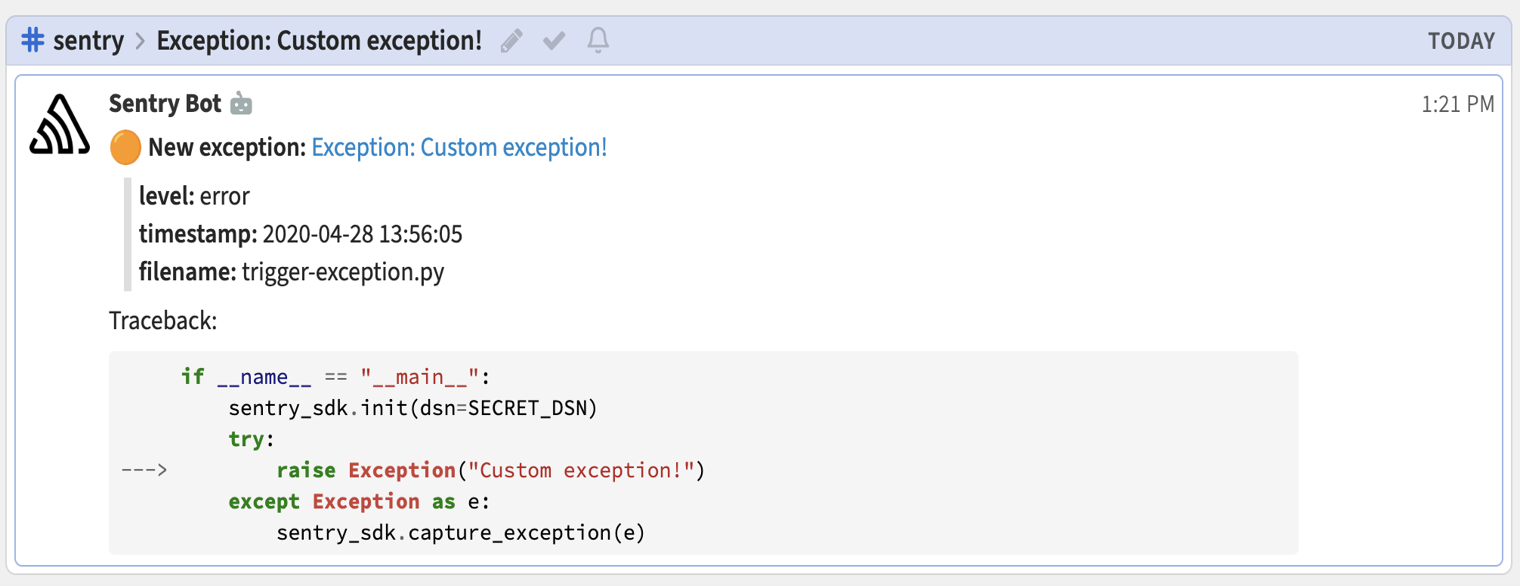 # sentry > Exception: Custom exception! TODAY
Sentry Bot 1:21 PM
New exception: Exception: Custom exception!
level: error
timestamp: 2020-04-28 13:56:05
filename: trigger-exception.py
Traceback:
if __name__ == "__main__":
sentry_sdk.init(dsn=SECRET_DSN)
try:
---> raise Exception("Custom exception!")
except Exception as e:
sentry_sdk.capture_exception(e)